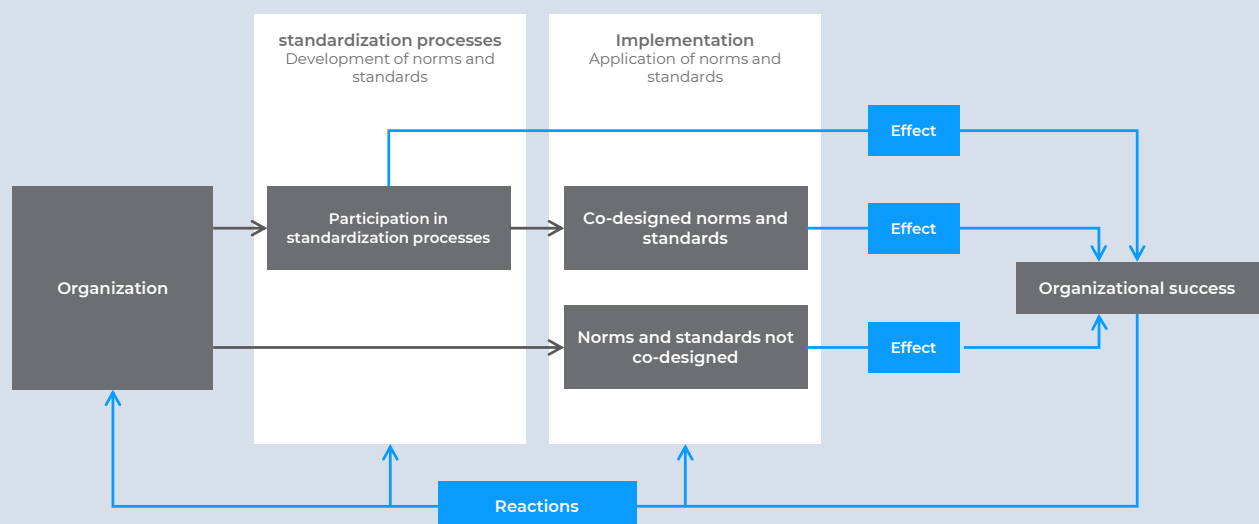 standardization processes
Development of norms and
standards
Implementation
Application of norms and
standards
Effect
Organization
Participation in
standardization processes
Co-designed norms and
standards
Effect
Organizational success
Norms and standards not
co-designed
Effect
Reactions